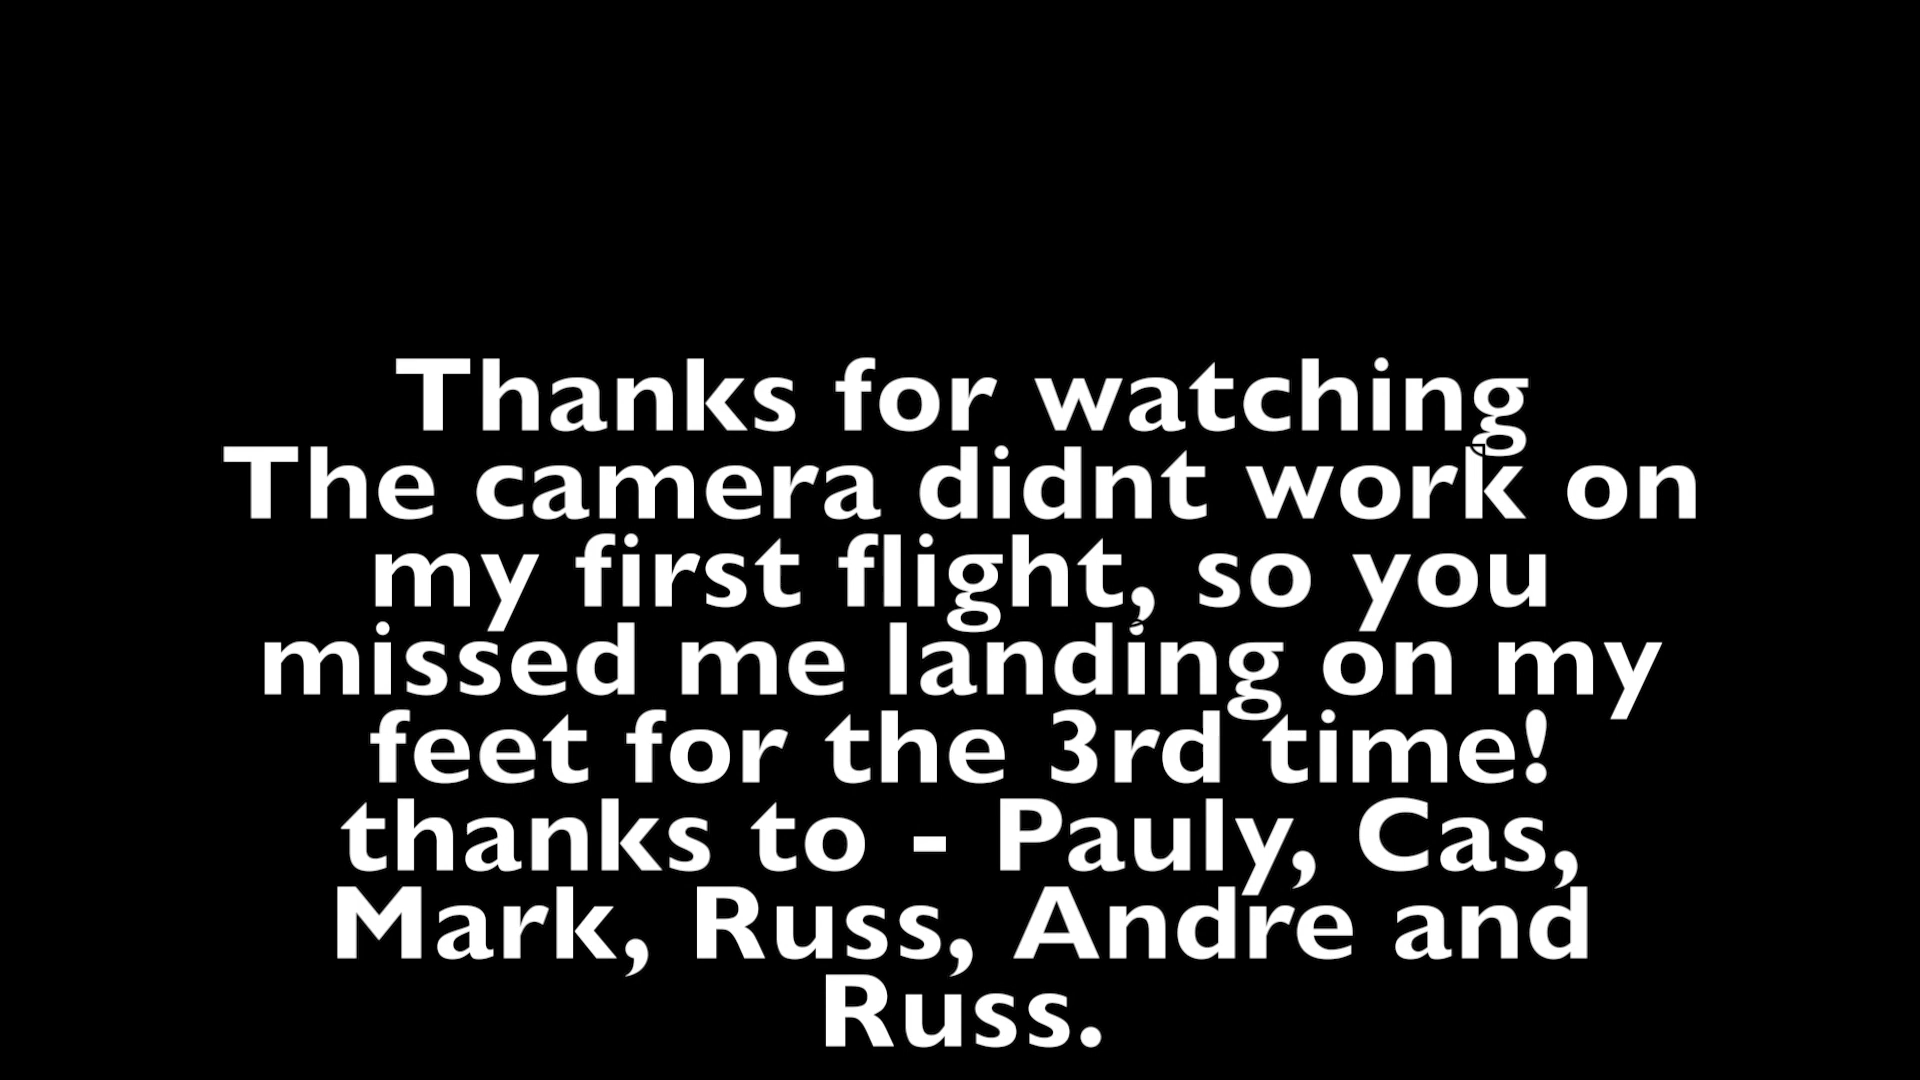 Thanks for watching
The camera didnt work on
my first flight, so you
missed me landing on my
feet for the 3rd time!
thanks to - Pauly, Cas,
Mark, Russ, Andre and
Russ.